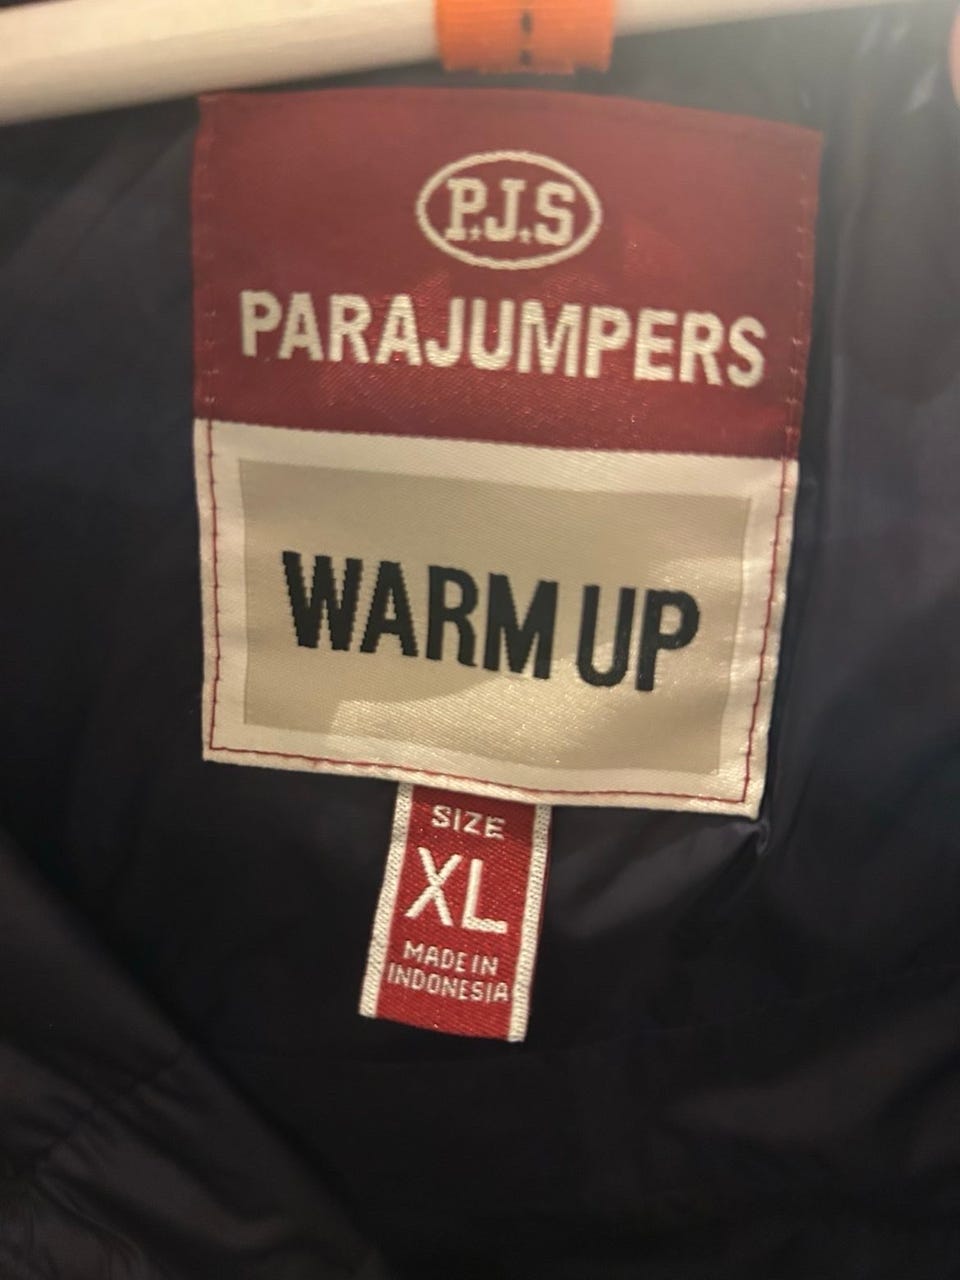 P.J.S
PARAJUMPERS
WARM UP
SIZE
XL
MADE IN
INDONESIA